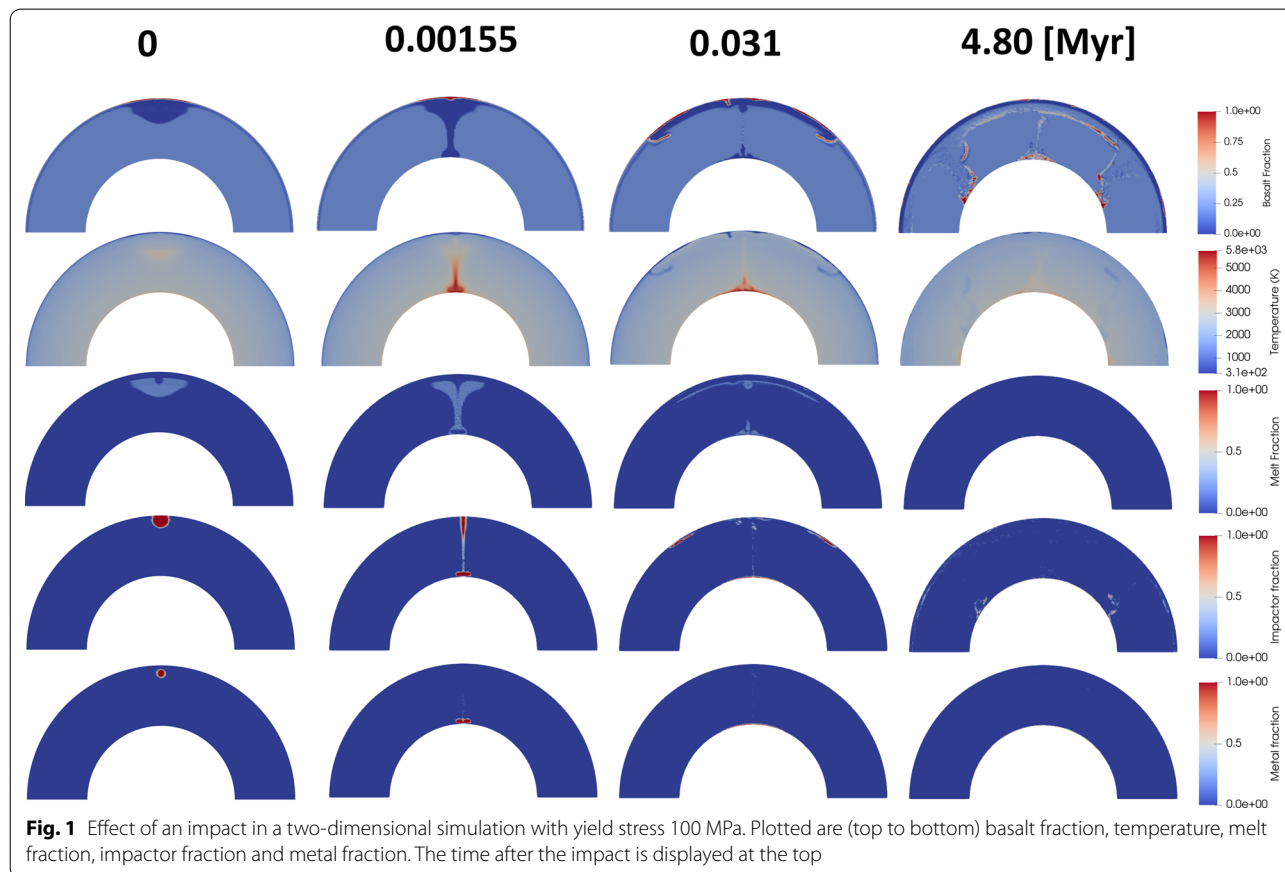 0 0.00155 0.031 4.80 [Myr]
1.0e+00
0.75
0.5
0.25
0.0e+00
Basalt Fraction
5.8e+03
5000
4000
3000
2000
1000
3.1e+02
Temperature (K)
1.0e+00
0.5
0.0e+00
Melt Fraction
1.0e+00
0.5
0.0e+00
Impactor fraction
1.0e+00
0.5
0.0e+00
Metal fraction
Fig. 1 Effect of an impact in a two-dimensional simulation with yield stress 100 MPa. Plotted are (top to bottom) basalt fraction, temperature, melt
fraction, impactor fraction and metal fraction. The time after the impact is displayed at the top